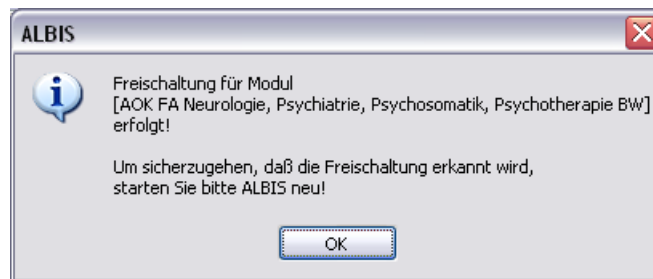 ALBIS
Freischaltung für Modul
[AOK FA Neurologie, Psychiatrie, Psychosomatik, Psychotherapie BW]
erfolgt!
Um sicherzugehen, daß die Freischaltung erkannt wird,
starten Sie bitte ALBIS neu!
OK